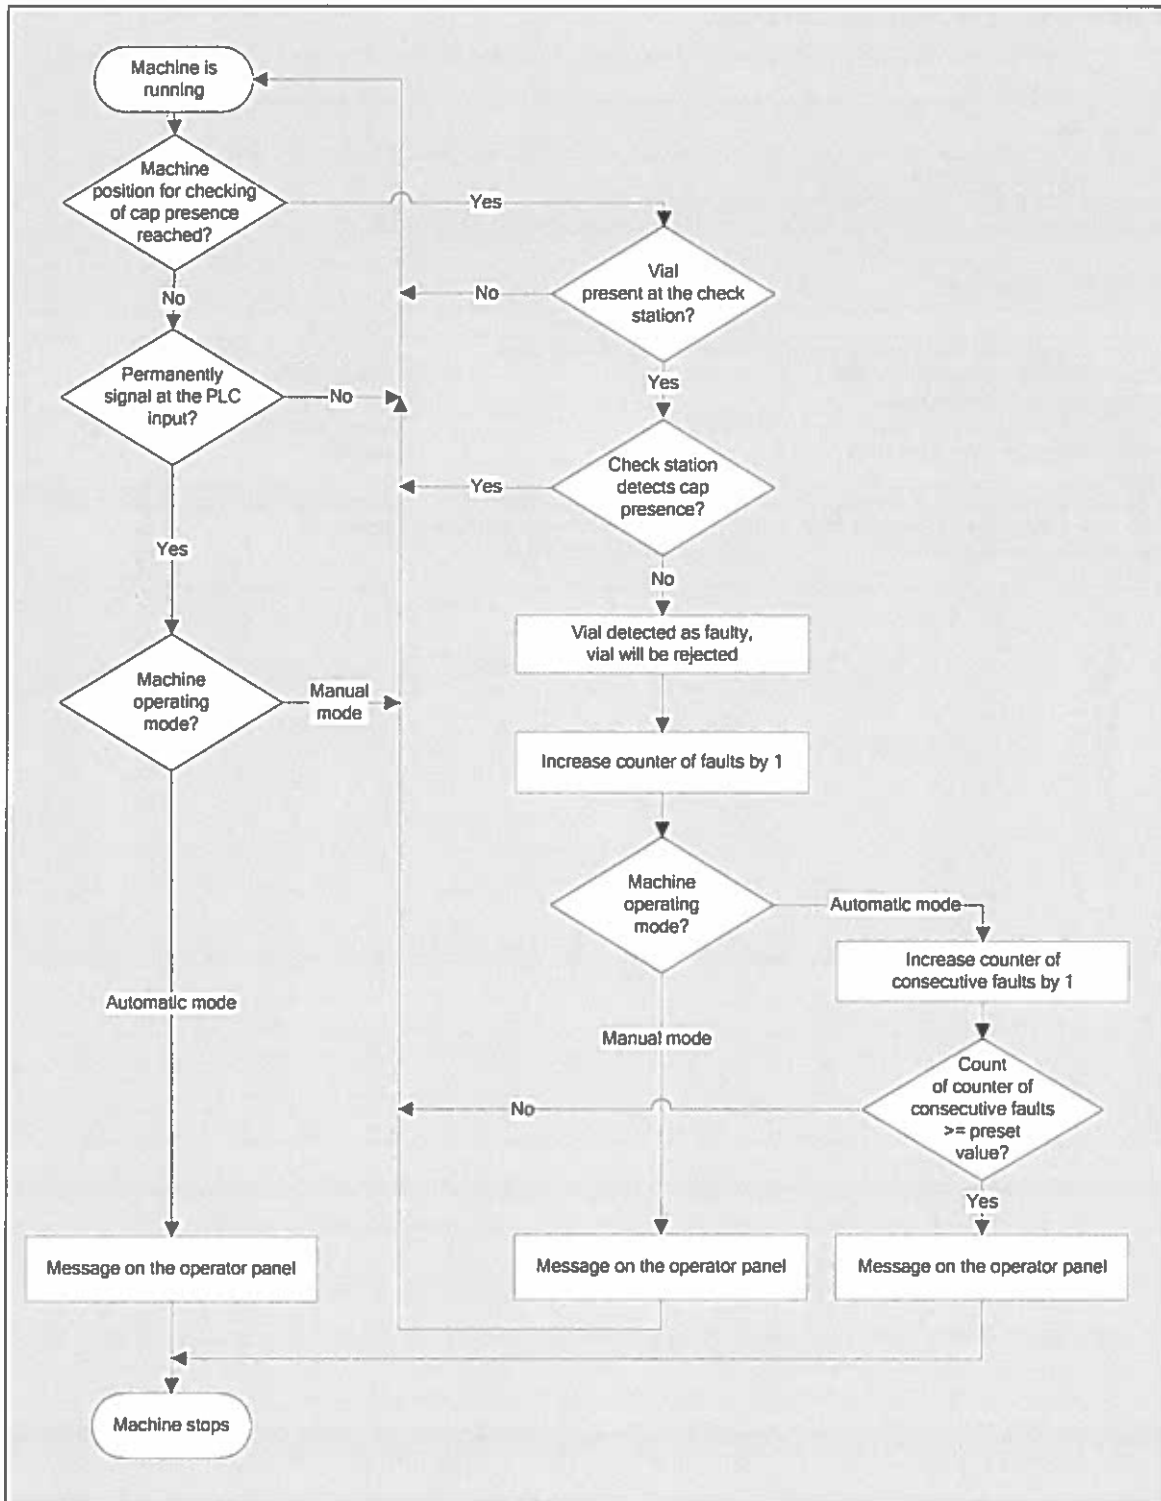 Machine is
running
Machine
position for checking
of cap presence
reached?
Yes
No
Vial
present at the check
station?
No
Yes
Permanently
signal at the PLC
input?
No
Yes
Check station
detects cap
presence?
Yes
No
Vial detected as faulty,
vial will be rejected
Machine
operating
mode?
Manual
mode
Increase counter of faults by 1
Machine
operating
mode?
Automatic mode
Increase counter of
consecutive faults by 1
Automatic mode
Manual mode
Count
of counter of
consecutive faults
>= preset
value?
No
Yes
Message on the operator panel
Message on the operator panel
Message on the operator panel
Machine stops